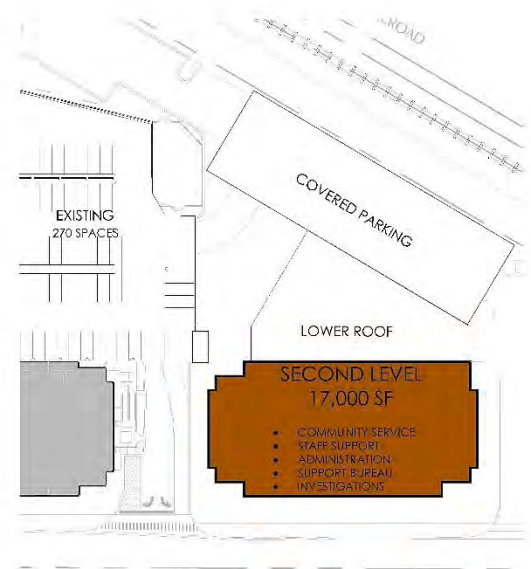 EXISTING
270 SPACES
COVERED PARKING
LOWER ROOF
SECOND LEVEL
17,000 SF
• COMMUNITY SERVICE
• STAFF SUPPORT
• ADMINISTRATION
• SUPPORT BUREAU
• INVESTIGATIONS